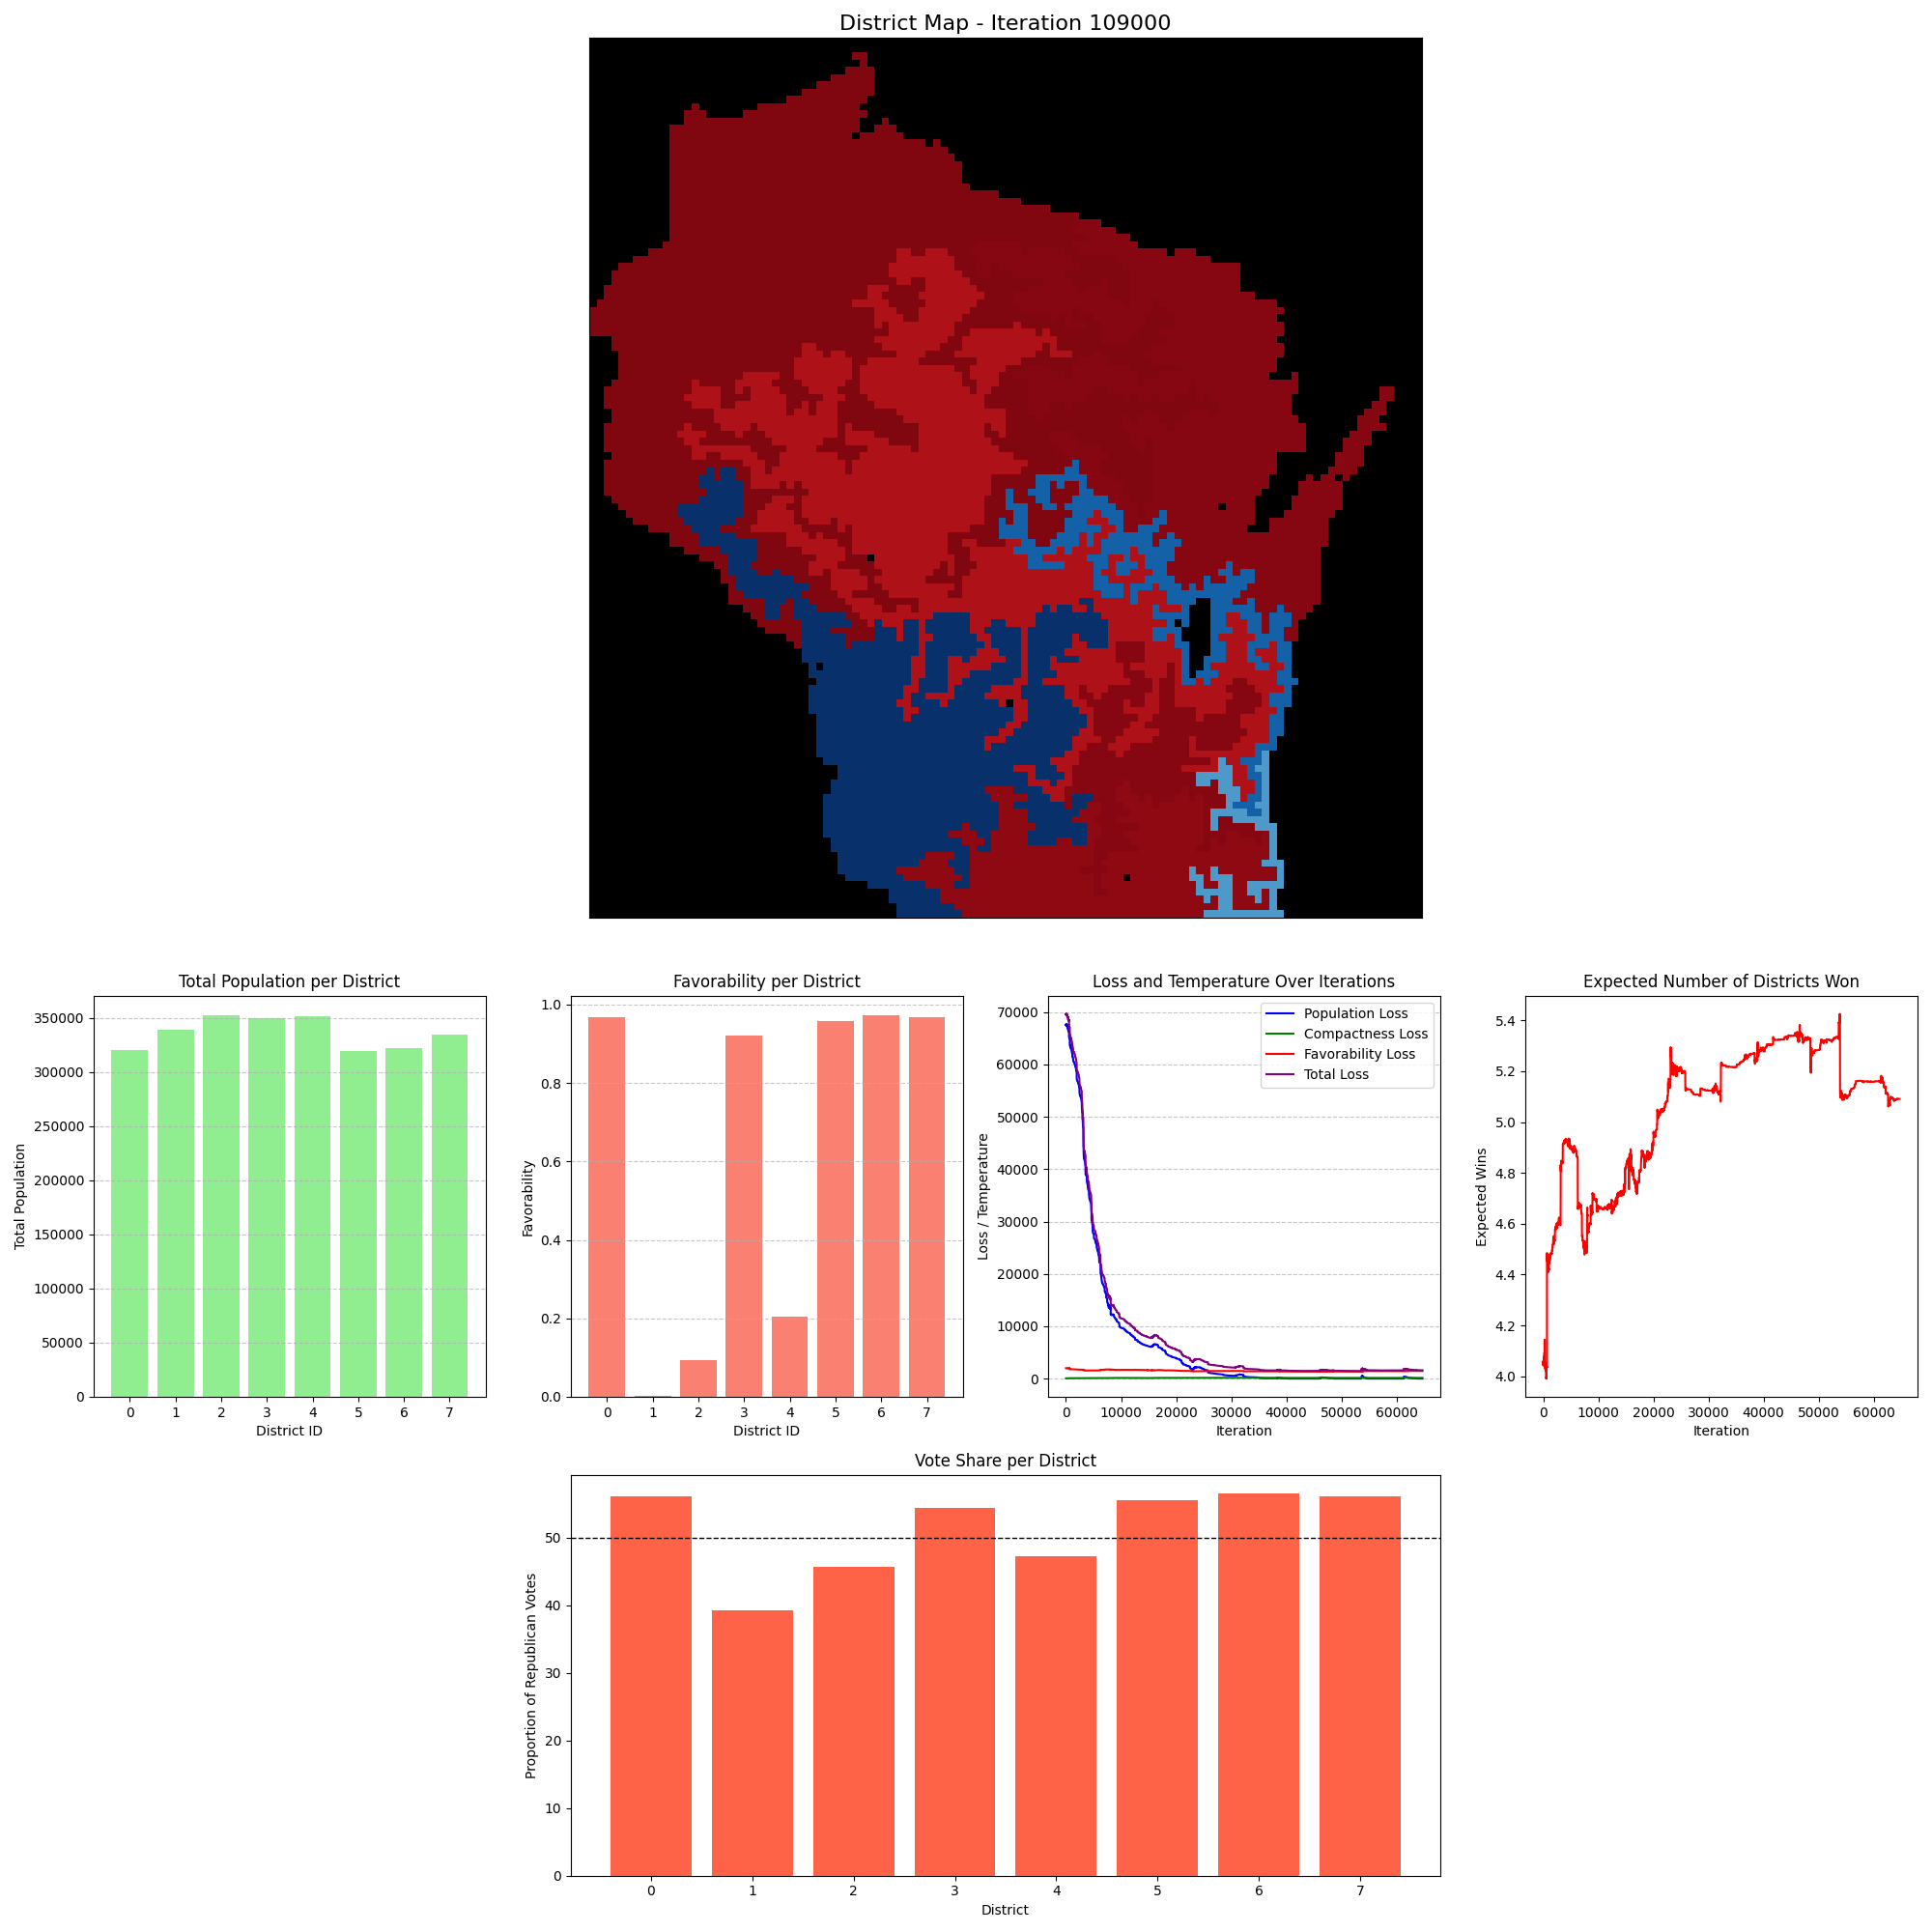 District Map - Iteration 109000
Total Population per District
Total Population
350000
300000
250000
200000
150000
100000
50000
0
0 1 2 3 4 5 6 7
District ID
Favorability per District
Favorability
1.0
0.8
0.6
0.4
0.2
0.0
0 1 2 3 4 5 6 7
District ID
Loss and Temperature Over Iterations
Loss / Temperature
70000
60000
50000
40000
30000
20000
10000
0
Population Loss
Compactness Loss
Favorability Loss
Total Loss
0 10000 20000 30000 40000 50000 60000
Iteration
Expected Number of Districts Won
Expected Wins
5.4
5.2
5.0
4.8
4.6
4.4
4.2
4.0
0 10000 20000 30000 40000 50000 60000
Iteration
Vote Share per District
Proportion of Republican Votes
50
40
30
20
10
0
0 1 2 3 4 5 6 7
District